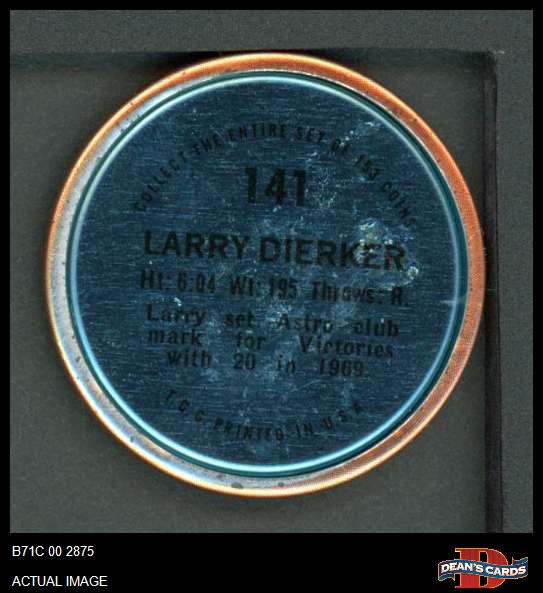 COLLECT THE ENTIRE SET OF 153 COINS
141
LARRY DIERKER
Ht: 6.04 Wt: 195 Throws: R.
Larry set Astro club
mark for Victories
with 20 in 1969.
T.C.G PRINTED IN U.S.A.
B71C 00 2875
ACTUAL IMAGE
D
DEAN'S CARDS